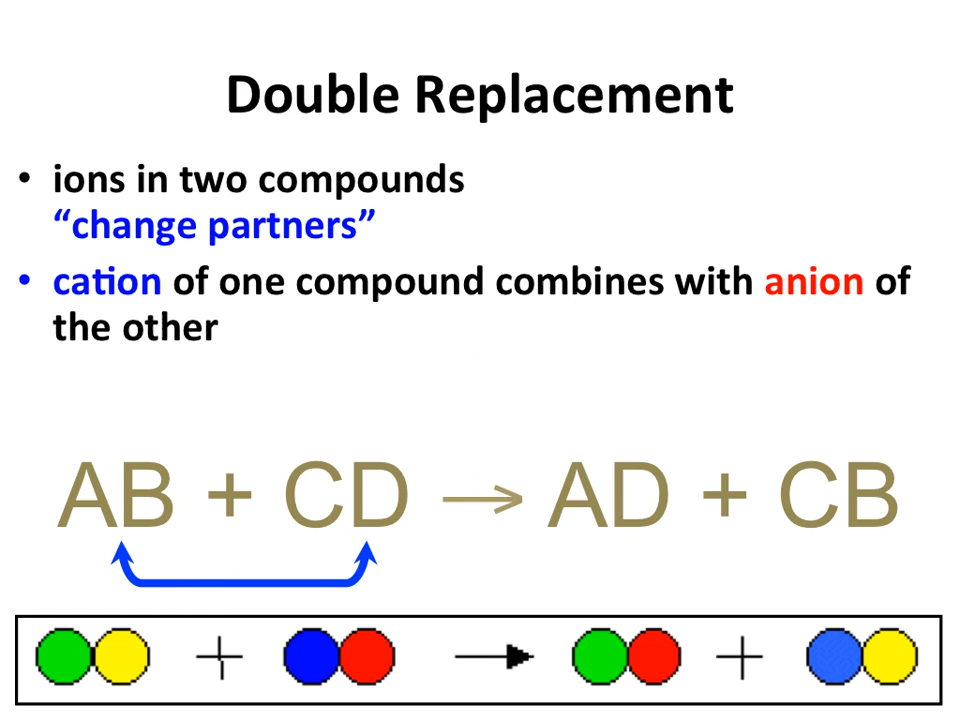 Double Replacement
• ions in two compounds
“change partners”
• cation of one compound combines with anion of
the other
AB + CD → AD + CB
+ → +